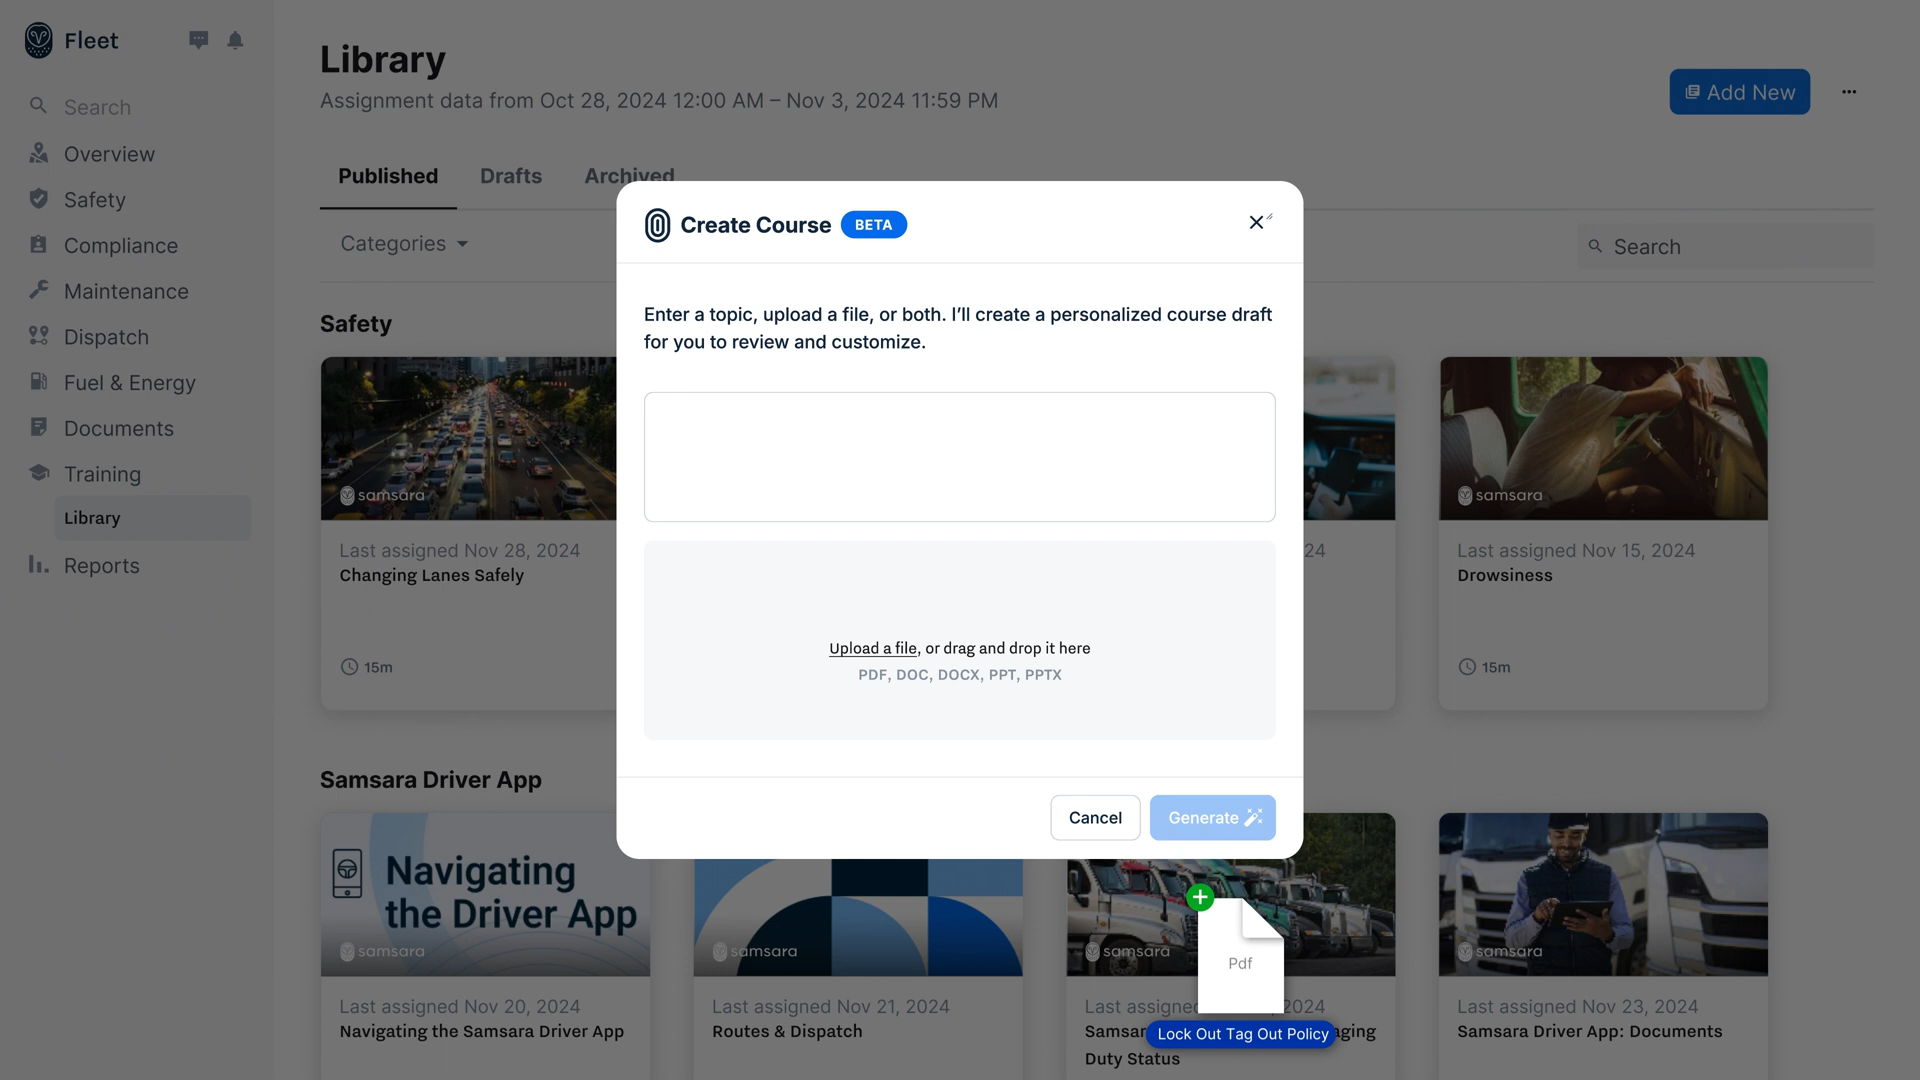 Fleet
Search
Overview
Safety
Compliance
Maintenance
Dispatch
Fuel & Energy
Documents
Training
Library
Reports
Library
Assignment data from Oct 28, 2024 12:00 AM – Nov 3, 2024 11:59 PM
Add New
Published
Drafts
Archived
Categories
Search
Create Course
BETA
Enter a topic, upload a file, or both. I’ll create a personalized course draft
for you to review and customize.
Upload a file, or drag and drop it here
PDF, DOC, DOCX, PPT, PPTX
Cancel
Generate
Safety
samsara
Last assigned Nov 28, 2024
Changing Lanes Safely
15m
24
samsara
Last assigned Nov 15, 2024
Drowsiness
15m
Samsara Driver App
Navigating
the Driver App
samsara
Last assigned Nov 20, 2024
Navigating the Samsara Driver App
samsara
Last assigned Nov 21, 2024
Routes & Dispatch
samsara
Last assigned 2024
Duty Status
Pdf
Lock Out Tag Out Policy
samsara
Last assigned Nov 23, 2024
Samsara Driver App: Documents